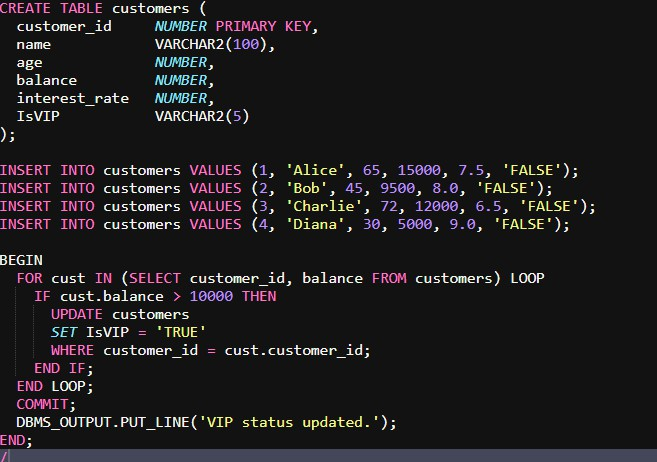 CREATE TABLE customers (
  customer_id     NUMBER PRIMARY KEY,
  name            VARCHAR2(100),
  age             NUMBER,
  balance         NUMBER,
  interest_rate   NUMBER,
  IsVIP           VARCHAR2(5)
);

INSERT INTO customers VALUES (1, 'Alice', 65, 15000, 7.5, 'FALSE');
INSERT INTO customers VALUES (2, 'Bob', 45, 9500, 8.0, 'FALSE');
INSERT INTO customers VALUES (3, 'Charlie', 72, 12000, 6.5, 'FALSE');
INSERT INTO customers VALUES (4, 'Diana', 30, 5000, 9.0, 'FALSE');

BEGIN
  FOR cust IN (SELECT customer_id, balance FROM customers) LOOP
    IF cust.balance > 10000 THEN
      UPDATE customers
      SET IsVIP = 'TRUE'
      WHERE customer_id = cust.customer_id;
    END IF;
  END LOOP;
  COMMIT;
  DBMS_OUTPUT.PUT_LINE('VIP status updated.');
END;
/